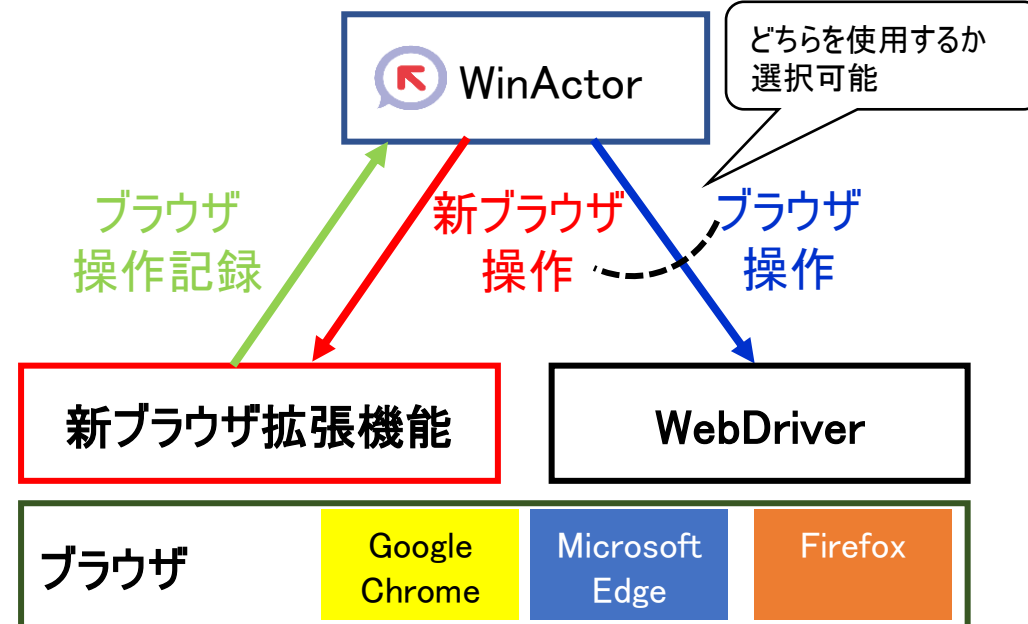 WinActor
どちらを使用するか
選択可能
ブラウザ
操作記録
新ブラウザ
操作
ブラウザ
操作
新ブラウザ拡張機能
WebDriver
ブラウザ
Google
Chrome
Microsoft
Edge
Firefox